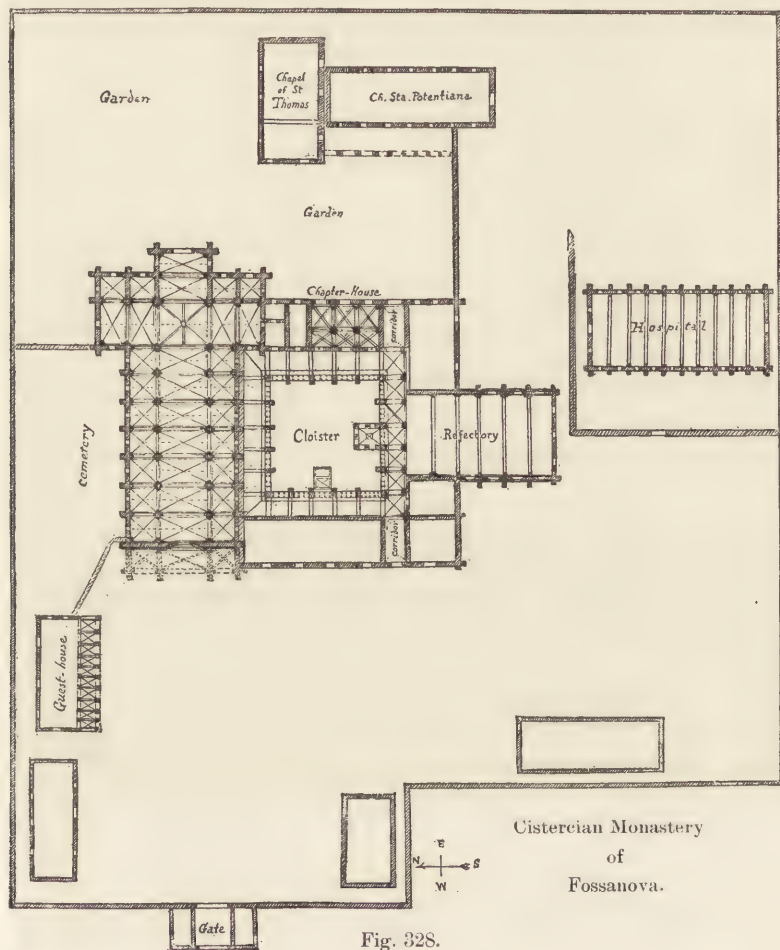 Garden
Chapel
of St
Thomas
Ch. Sta. Potentiana
Garden
Chapter-House
corridor
Hospitall
Cloister
Refectory
cemetery
corridor
Guest-house
Cistercian Monastery
of
Fossanova.
E
N
S
W
Gate
Fig. 328.